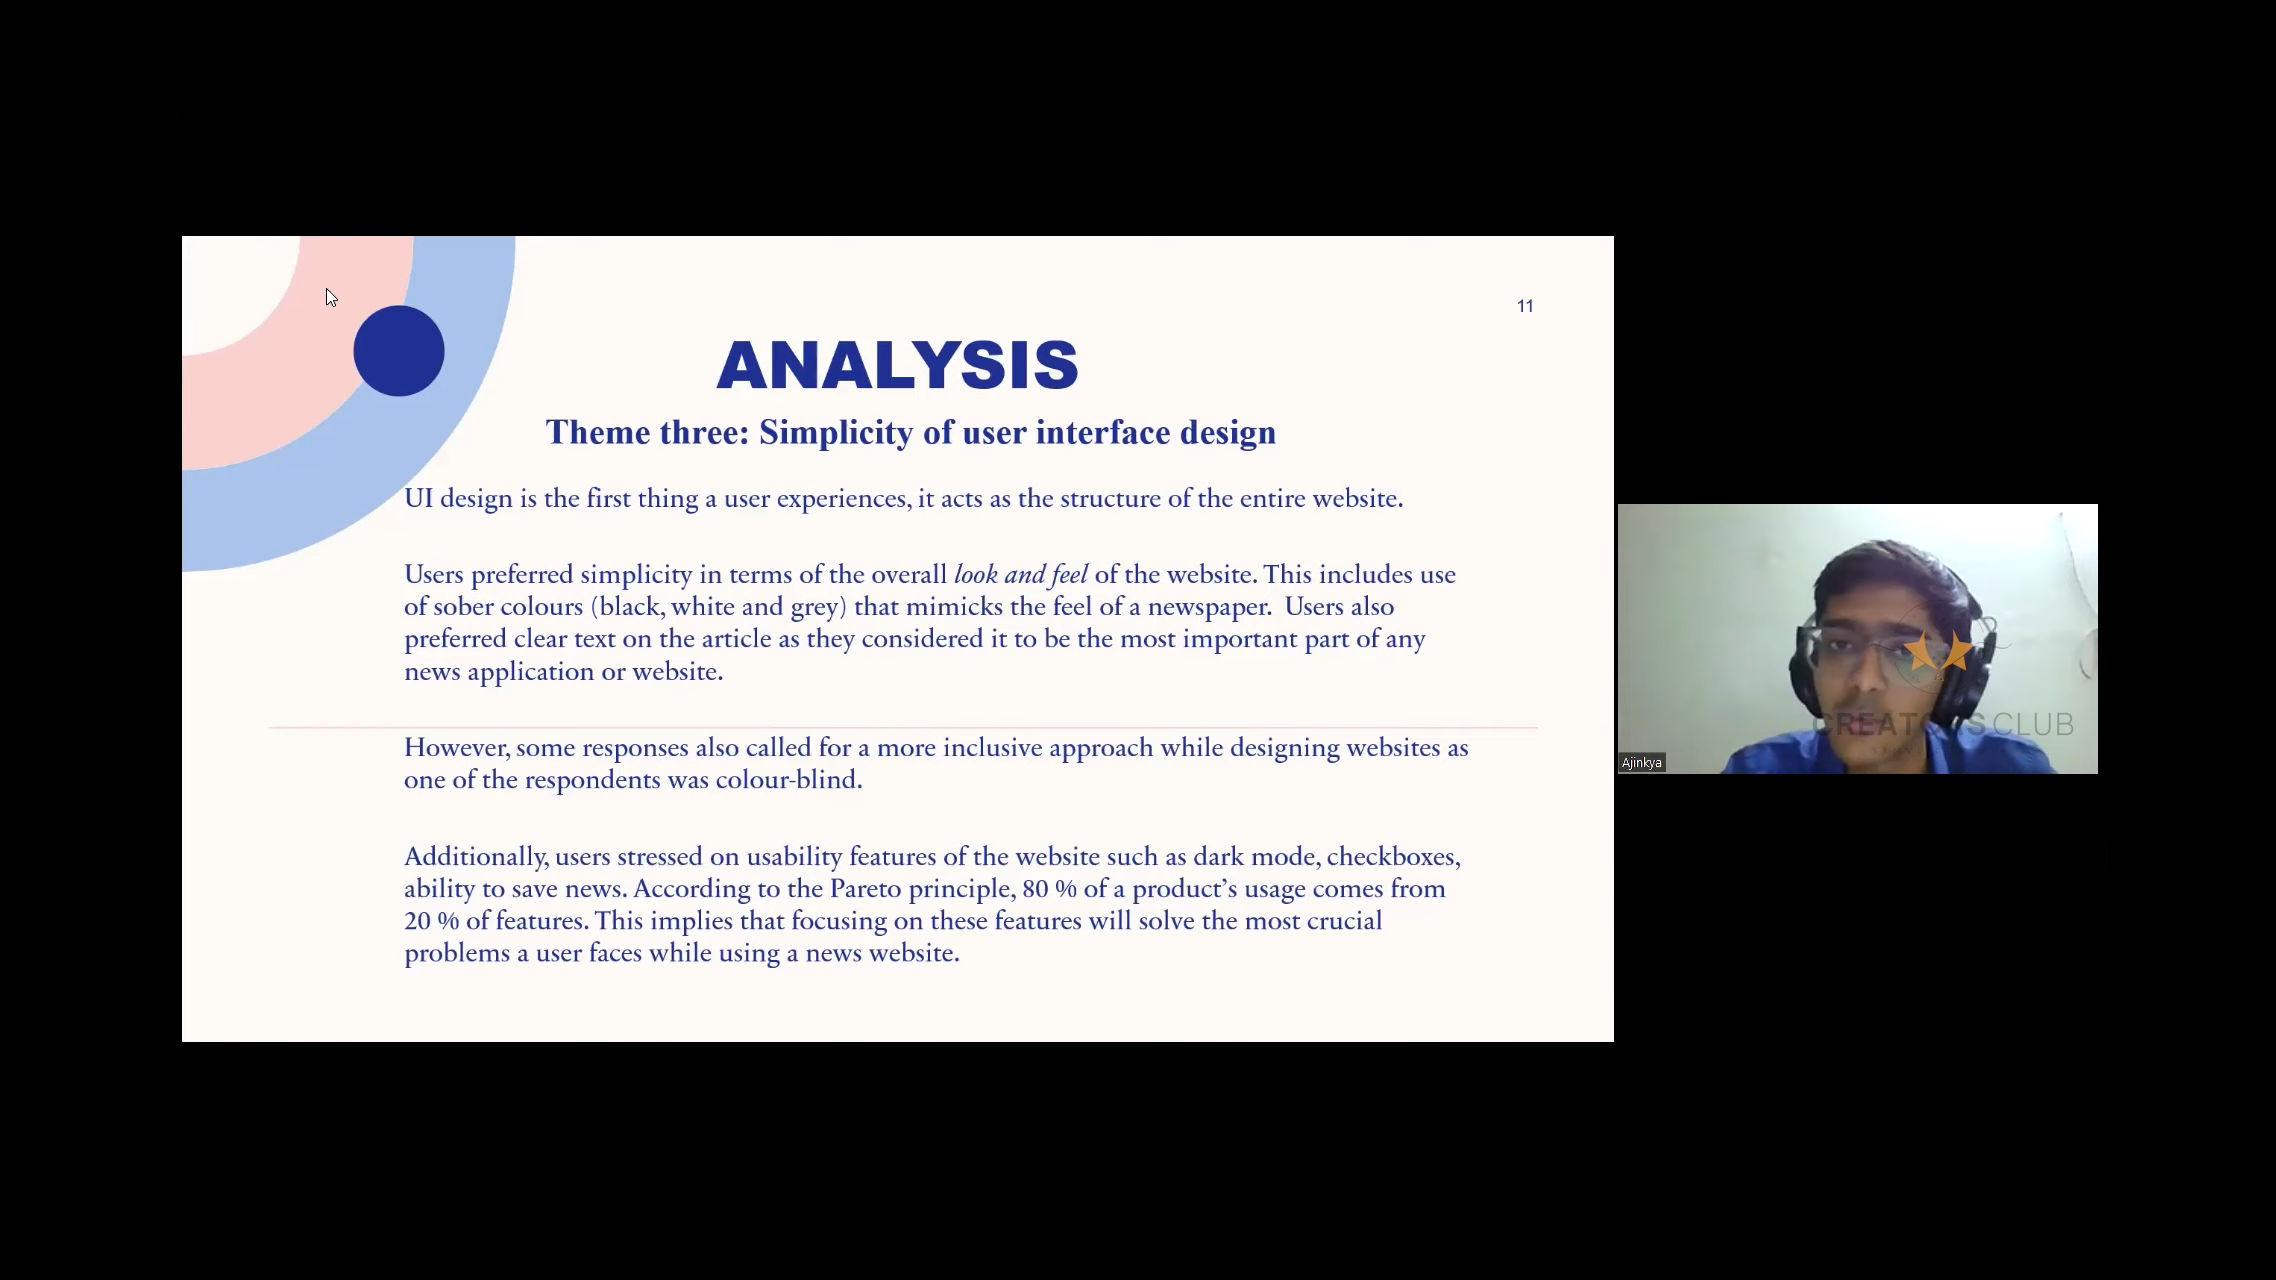 11
ANALYSIS
Theme three: Simplicity of user interface design
UI design is the first thing a user experiences, it acts as the structure of the entire website.
Users preferred simplicity in terms of the overall look and feel of the website. This includes use
of sober colours (black, white and grey) that mimicks the feel of a newspaper.  Users also
preferred clear text on the article as they considered it to be the most important part of any
news application or website.
However, some responses also called for a more inclusive approach while designing websites as
one of the respondents was colour-blind.
Additionally, users stressed on usability features of the website such as dark mode, checkboxes,
ability to save news. According to the Pareto principle, 80 % of a product’s usage comes from
20 % of features. This implies that focusing on these features will solve the most crucial
problems a user faces while using a news website.
CREATORS CLUB
Ajinkya